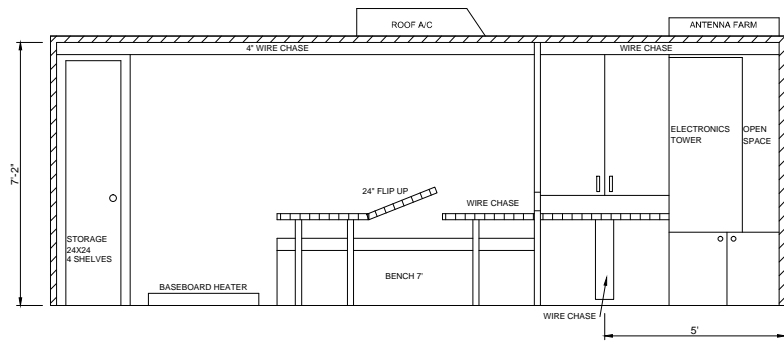 ROOF A/C
ANTENNA FARM
4" WIRE CHASE
WIRE CHASE
ELECTRONICS
TOWER
OPEN
SPACE
7'-2"
24" FLIP UP
WIRE CHASE
STORAGE
24X24
4 SHELVES
BENCH 7'
BASEBOARD HEATER
WIRE CHASE
5'